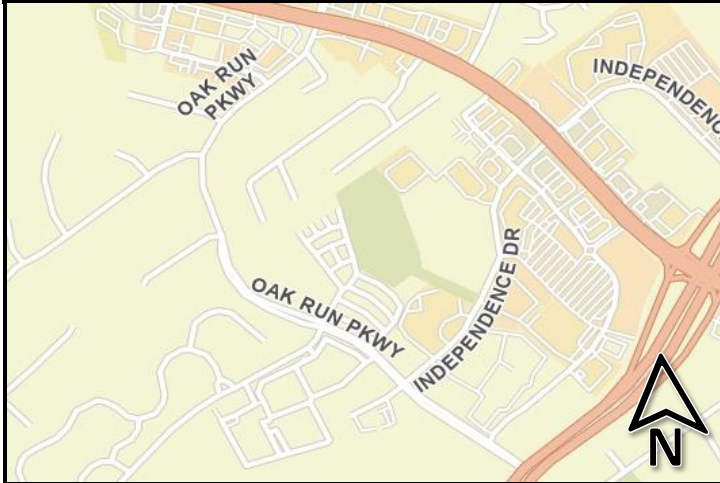 OAK RUN
PKWY
INDEPENDENC
OAK RUN PKWY
INDEPENDENCE DR
N